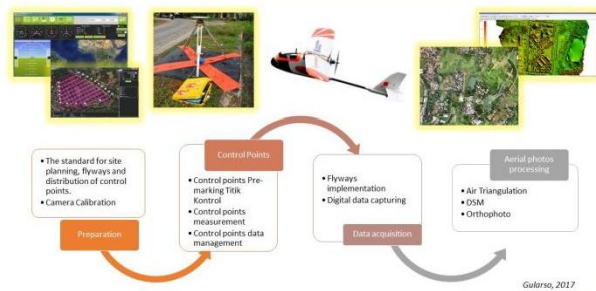 • The standard for site
planning, flyways and
distribution of control
points.
• Camera Calibration
Preparation
Control Points
• Control points Pre-
marking Titik
Kontrol
• Control points
measurement
• Control points data
management
• Flyways
implementation
• Digital data capturing
Data acquisition
Aerial photos
processing
• Air Triangulation
• DSM
• Orthophoto
Gularso, 2017